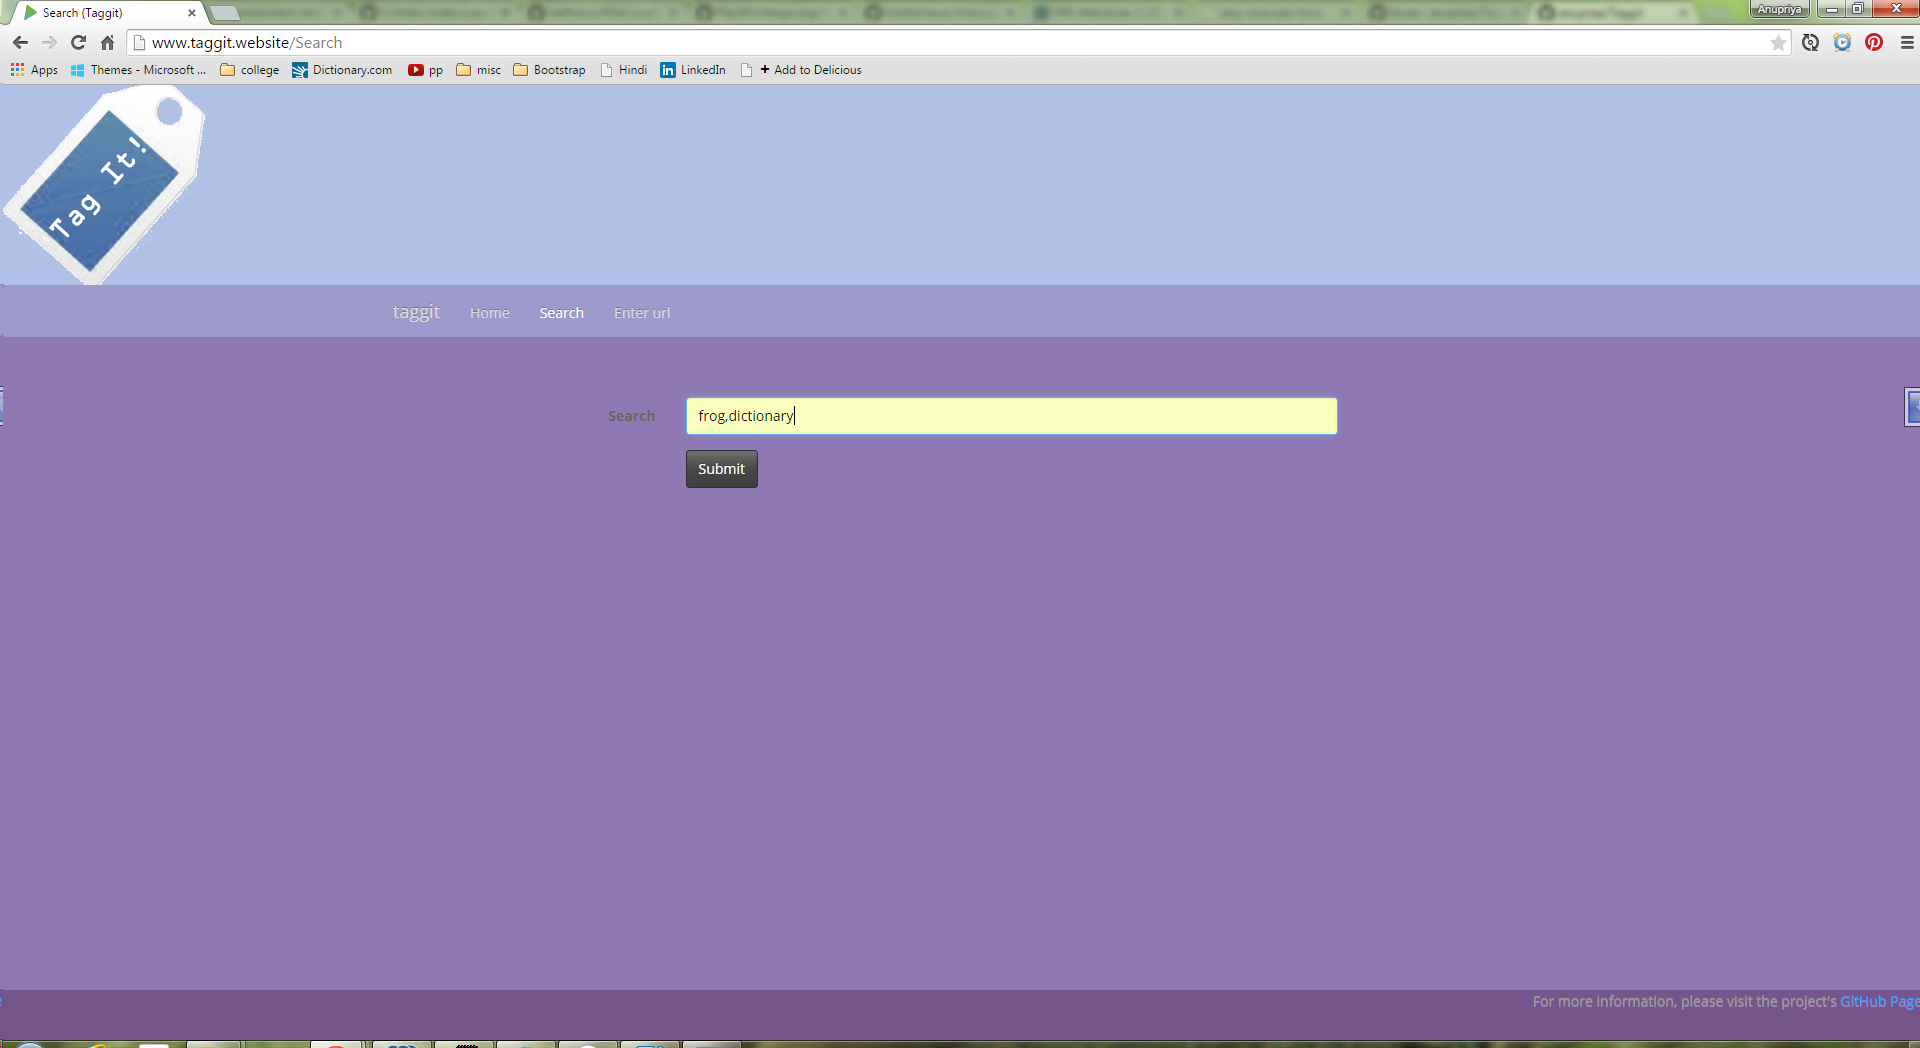 Search (Taggit)
Anupriya
www.taggit.website/Search
Apps Themes - Microsoft ... college Dictionary.com pp misc Bootstrap Hindi LinkedIn + Add to Delicious
Tag It!
taggit Home Search Enter url
Search frog,dictionary
Submit
For more information, please visit the project's GitHub Page